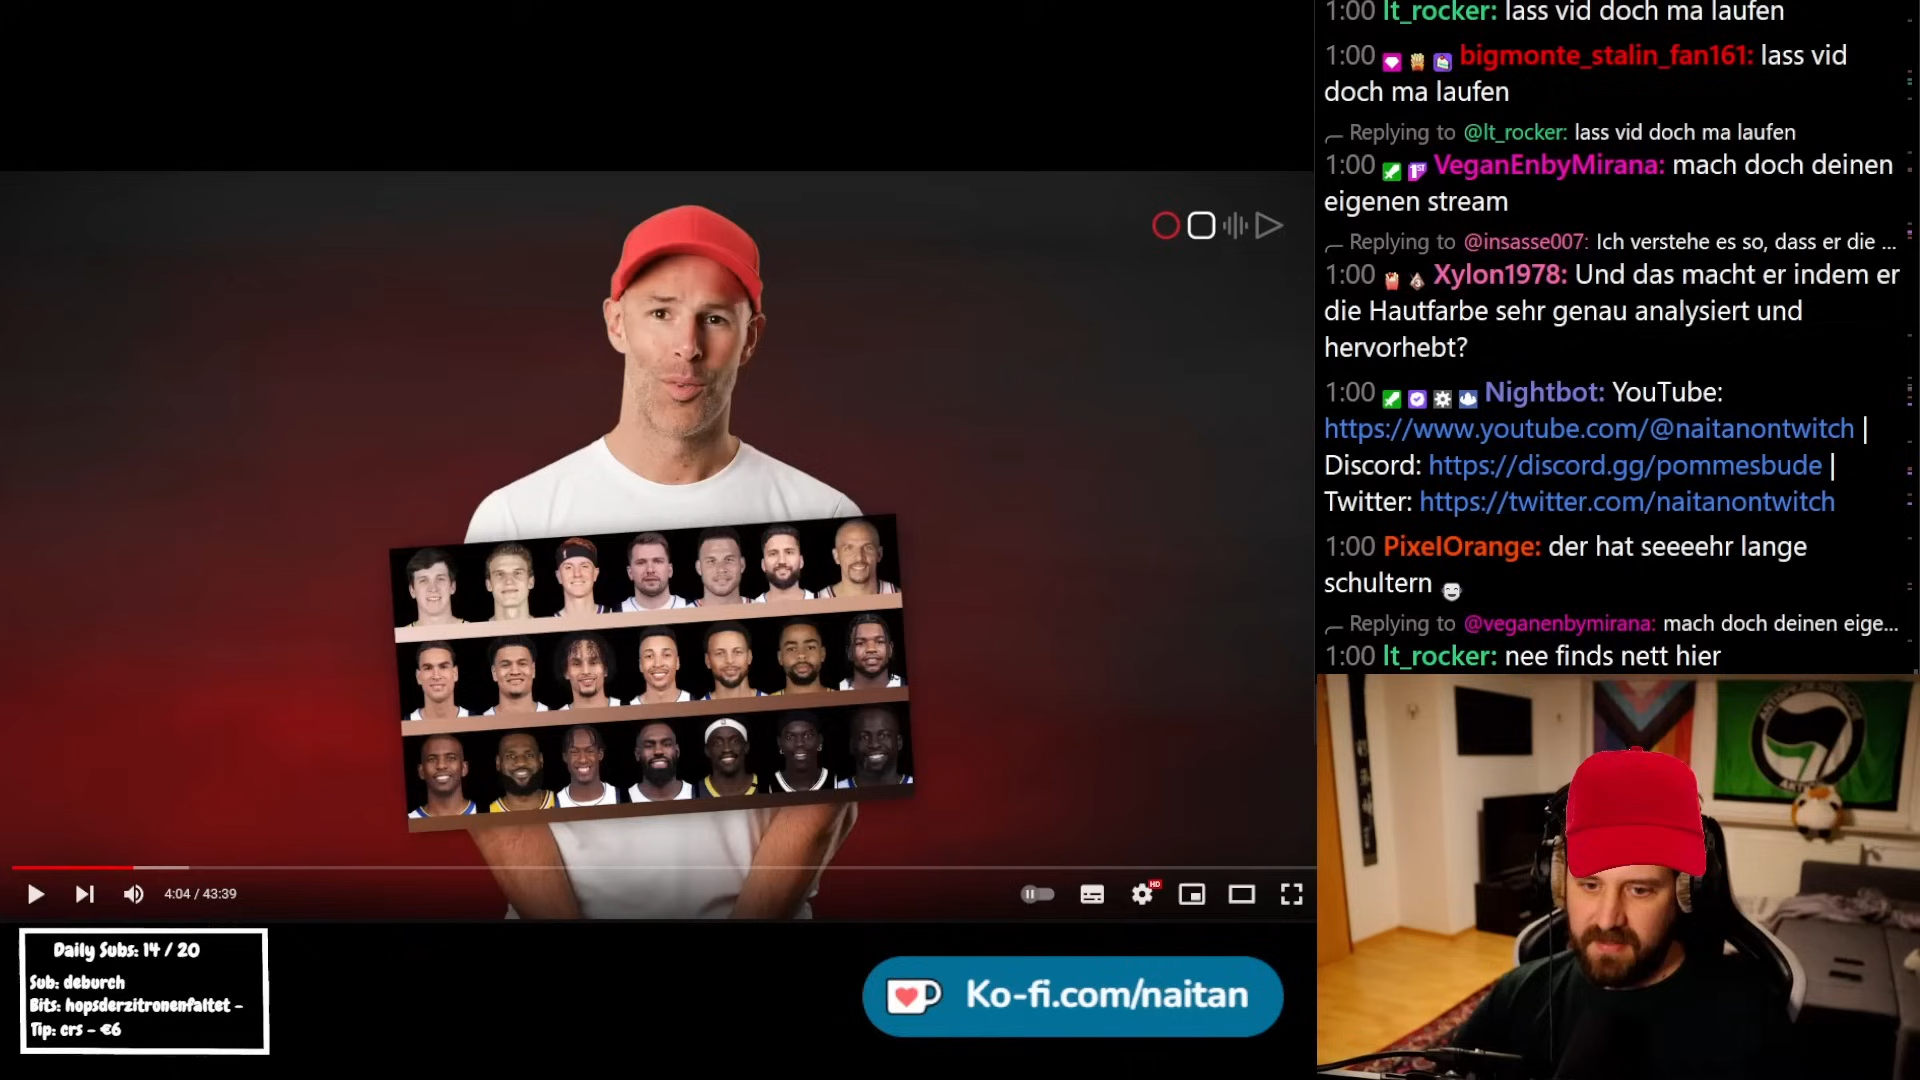 1:00 lt_rocker: lass vid doch ma laufen
1:00 bigmonte_stalin_fan161: lass vid
doch ma laufen
Replying to @lt_rocker: lass vid doch ma laufen
1:00 VeganEnbyMirana: mach doch deinen
eigenen stream
Replying to @insasse007: Ich verstehe es so, dass er die ...
1:00 Xylon1978: Und das macht er indem er
die Hautfarbe sehr genau analysiert und
hervorhebt?
1:00 Nightbot: YouTube:
https://www.youtube.com/@naitanontwitch |
Discord: https://discord.gg/pommesbude |
Twitter: https://twitter.com/naitanontwitch
1:00 PixelOrange: der hat seeeehr lange
schultern
Replying to @veganenbymirana: mach doch deinen eige...
1:00 lt_rocker: nee finds nett hier
4:04 / 43:39
HD
Daily Subs: 14 / 20
Sub: deburch
Bits: hopsderzitronenfaltet -
Tip: crs - €6
Ko-fi.com/naitan